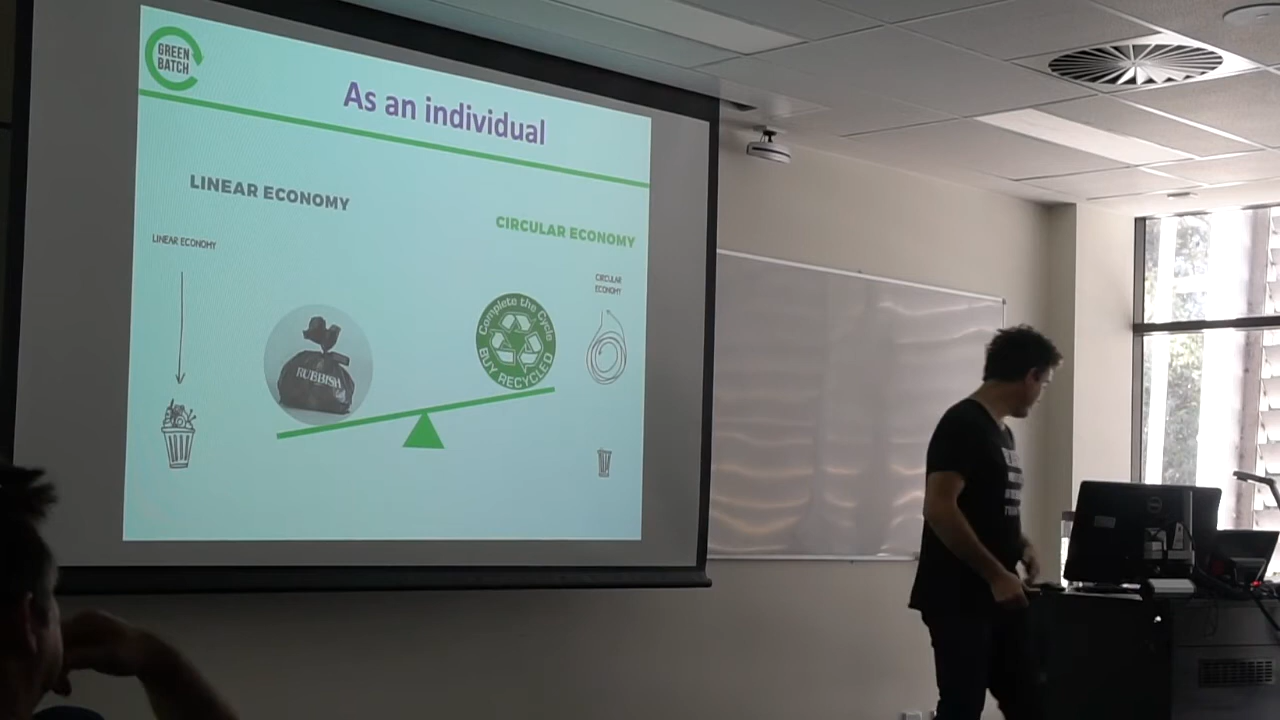 GREEN
BATCH
As an individual
LINEAR ECONOMY
CIRCULAR ECONOMY
LINEAR ECONOMY
CIRCULAR
ECONOMY
RUBBISH
Complete the Cycle
BUY RECYCLED